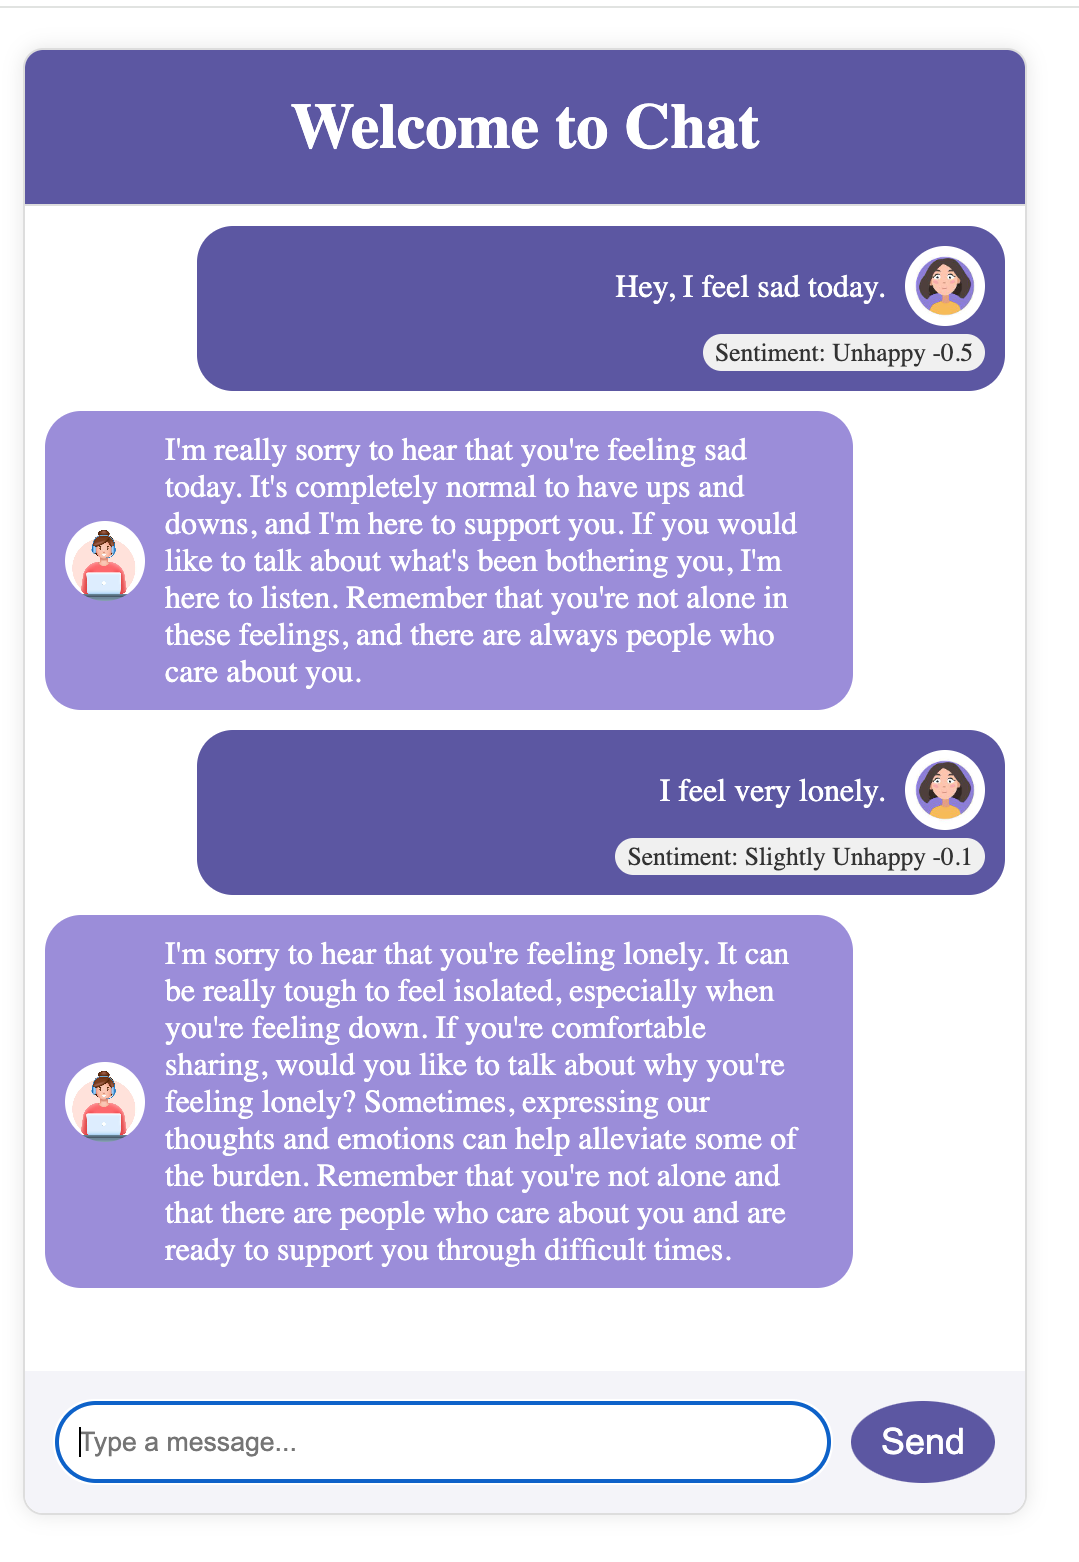 Welcome to Chat
Hey, I feel sad today.
Sentiment: Unhappy -0.5
I'm really sorry to hear that you're feeling sad
today. It's completely normal to have ups and
downs, and I'm here to support you. If you would
like to talk about what's been bothering you, I'm
here to listen. Remember that you're not alone in
these feelings, and there are always people who
care about you.
I feel very lonely.
Sentiment: Slightly Unhappy -0.1
I'm sorry to hear that you're feeling lonely. It can
be really tough to feel isolated, especially when
you're feeling down. If you're comfortable
sharing, would you like to talk about why you're
feeling lonely? Sometimes, expressing our
thoughts and emotions can help alleviate some of
the burden. Remember that you're not alone and
that there are people who care about you and are
ready to support you through difficult times.
Type a message...
Send